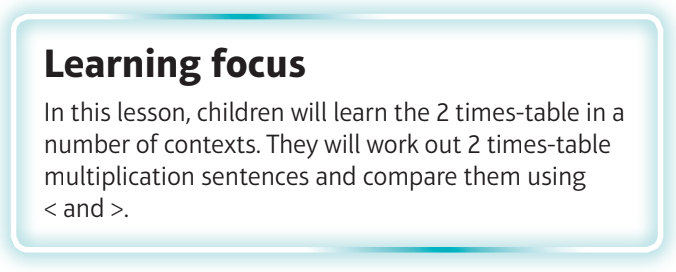 Learning focus
In this lesson, children will learn the 2 times-table in a
number of contexts. They will work out 2 times-table
multiplication sentences and compare them using
< and >.